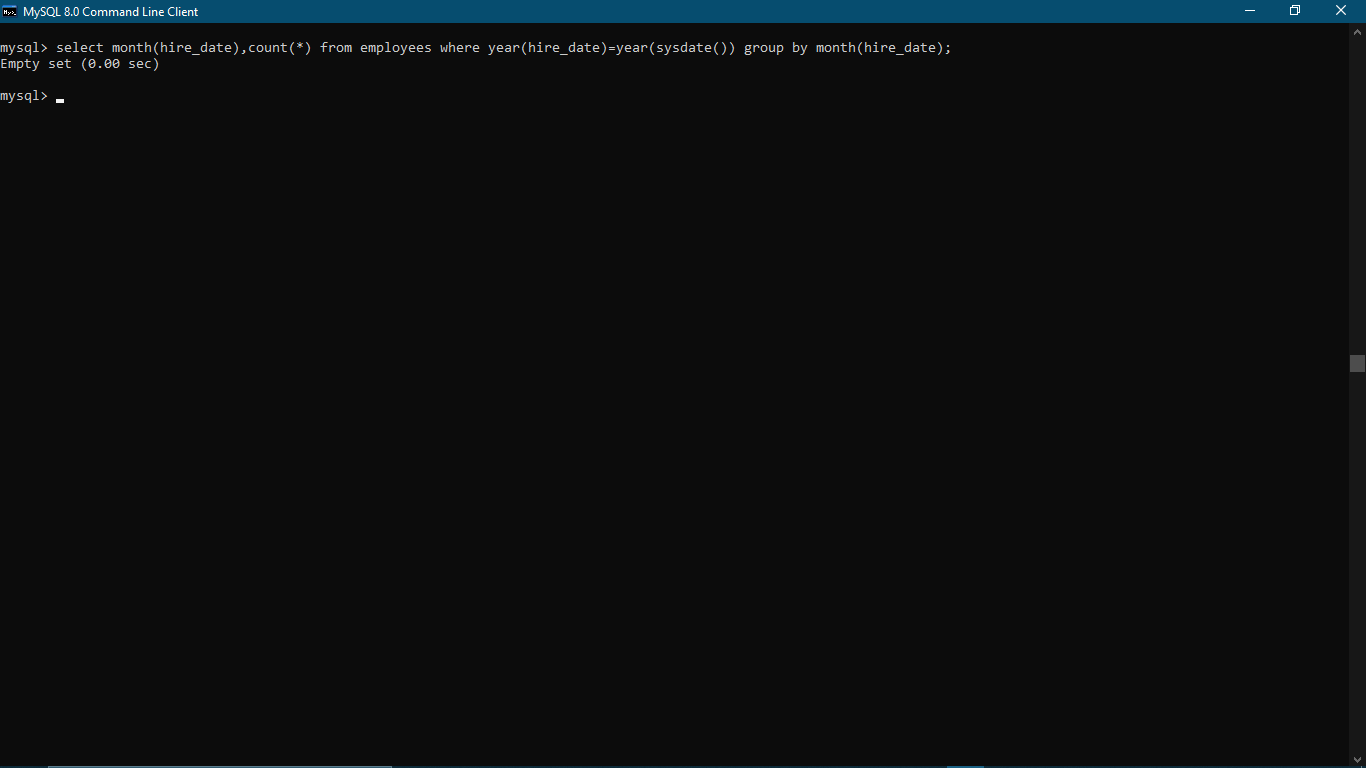 MySQL 8.0 Command Line Client
mysql> select month(hire_date),count(*) from employees where year(hire_date)=year(sysdate()) group by month(hire_date);
Empty set (0.00 sec)
mysql>